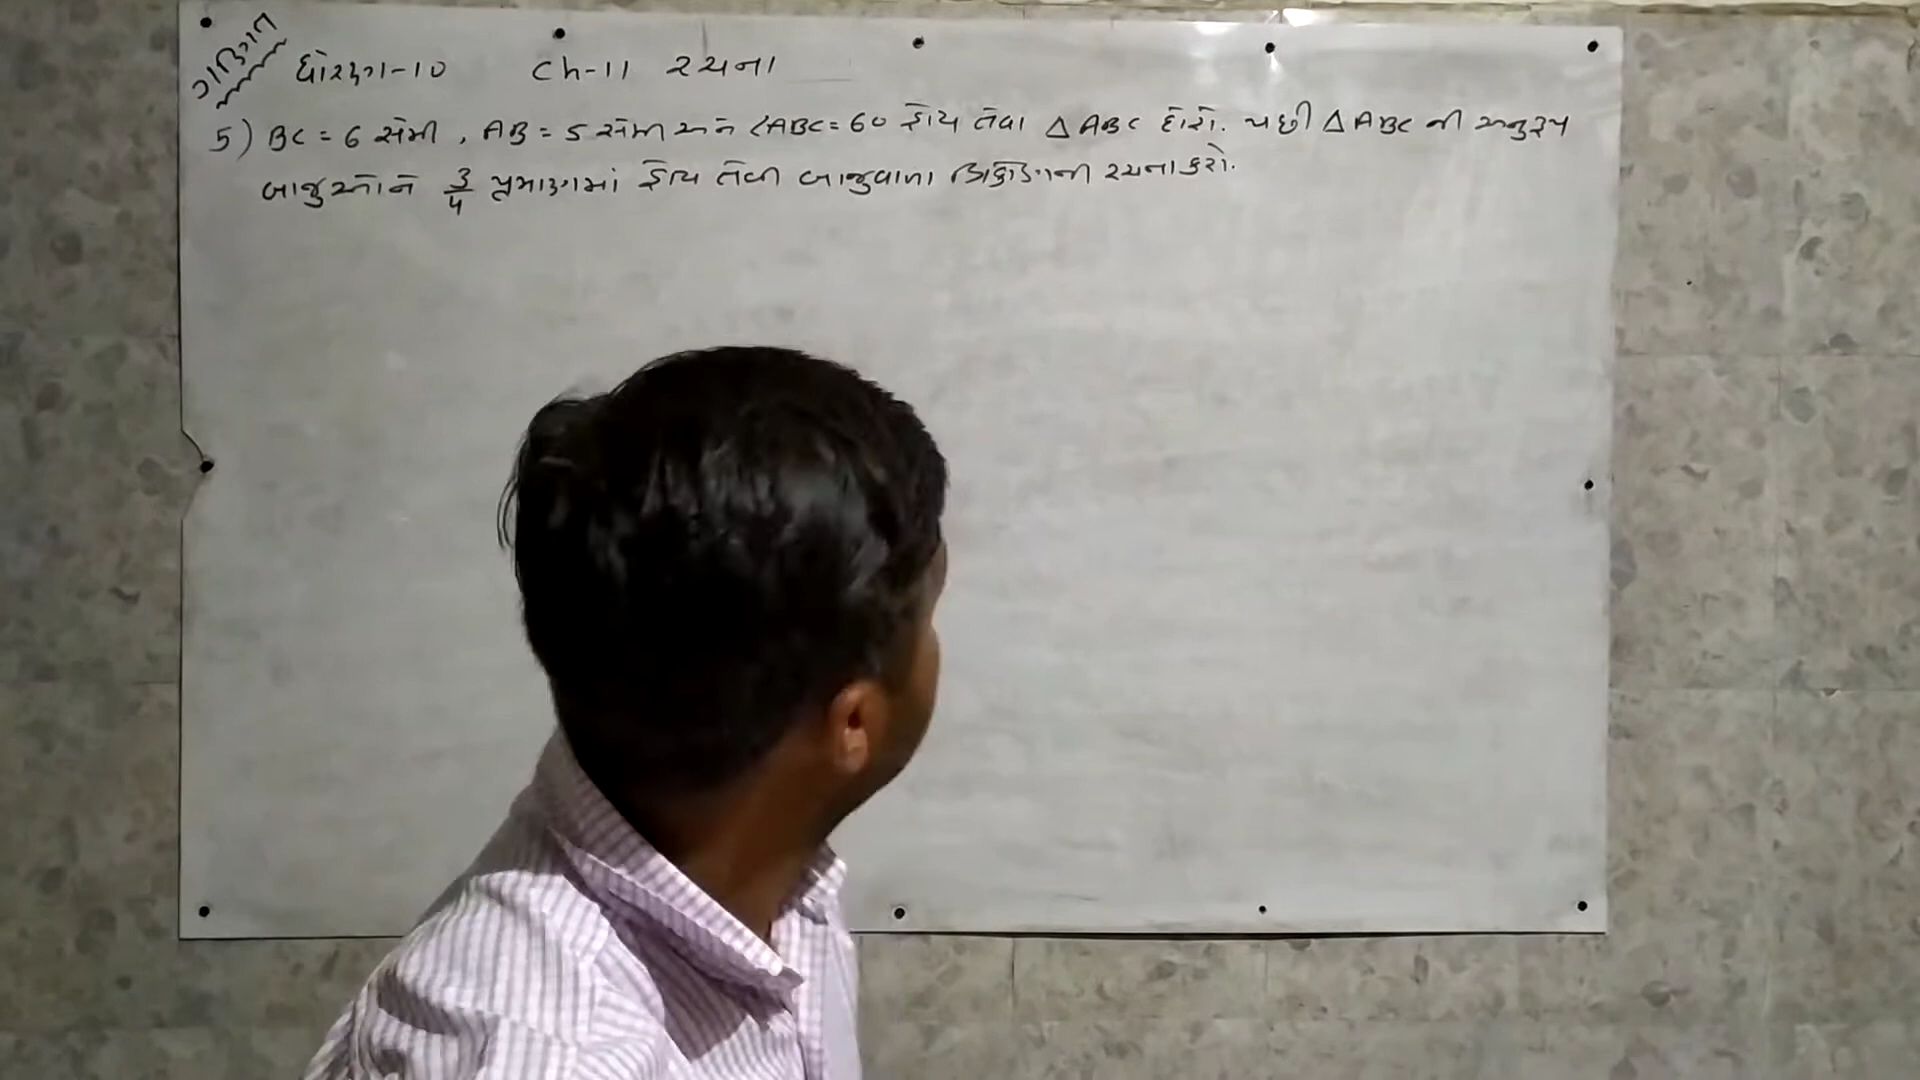 ગણિત
ધોરણ-10 Ch-11 રચના
5) BC = 6 સેમી, AB = 5 સેમી અને ∠ABC = 60 હોય તેવા △ABC દોરો. પછી △ABC ની અનુરૂપ
બાજુઓને 3/4 પ્રમાણમાં હોય તેવી બાજુવાળા ત્રિકોણની રચના કરો.